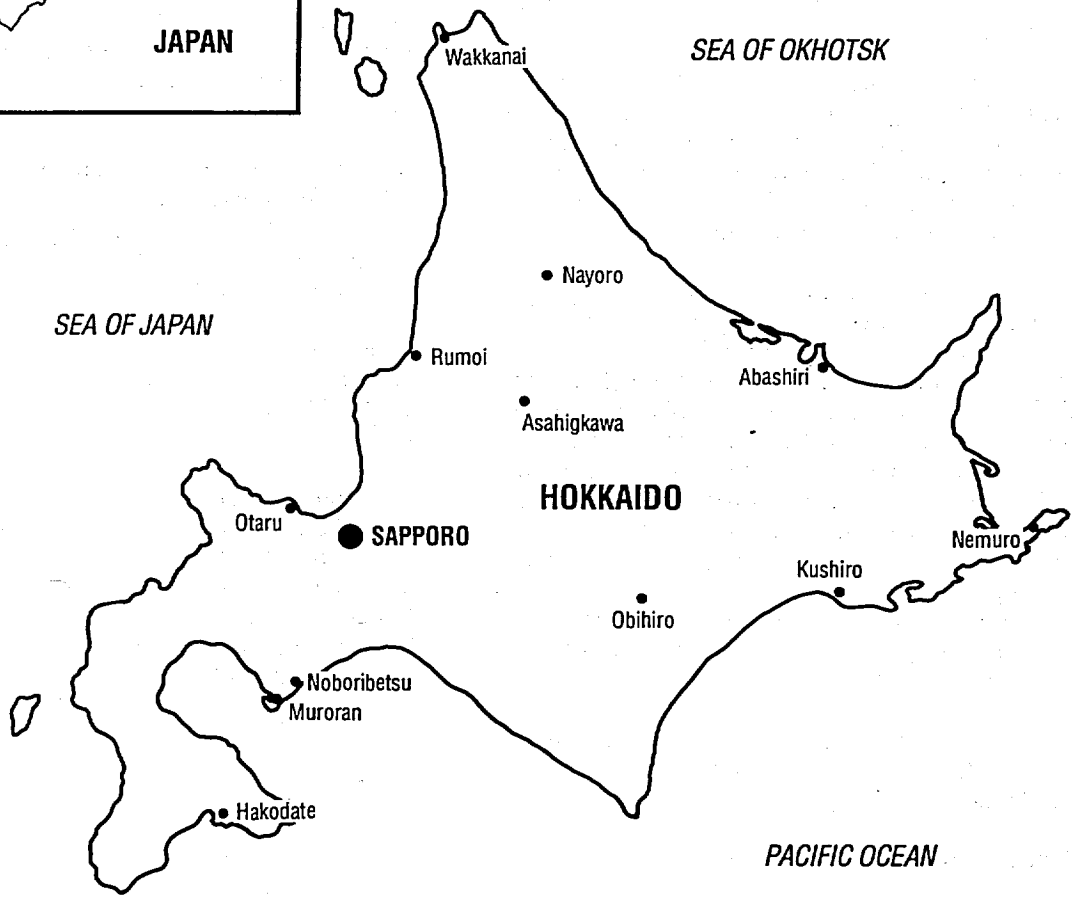 JAPAN
SEA OF OKHOTSK
Wakkanai
Nayoro
SEA OF JAPAN
Rumoi
Abashiri
Asahigkawa
HOKKAIDO
Otaru
SAPPORO
Nemuro
Kushiro
Obihiro
Noboribetsu
Muroran
Hakodate
PACIFIC OCEAN